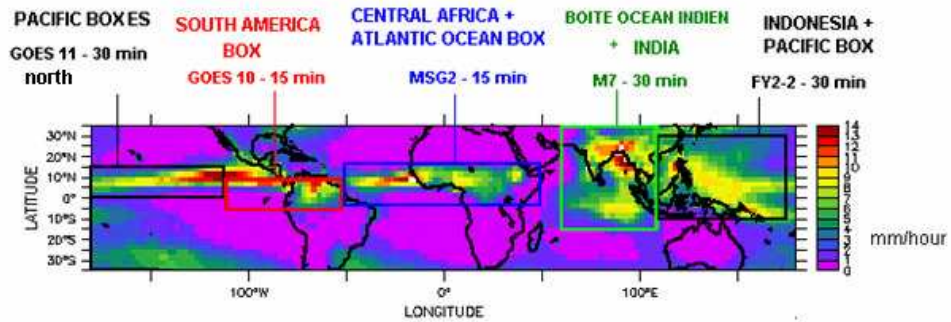 PACIFIC BOXES
GOES 11 - 30 min
north
SOUTH AMERICA
BOX
GOES 10 - 15 min
CENTRAL AFRICA +
ATLANTIC OCEAN BOX
MSG2 - 15 min
BOITE OCEAN INDIEN
+ INDIA
M7 - 30 min
INDONESIA +
PACIFIC BOX
FY2-2 - 30 min
LATITUDE
30°N
20°N
10°N
0°
10°S
20°S
30°S
100°W
0°
100°E
LONGITUDE
14
13
12
11
10
9
8
7
6
5
4
3
2
1
0
mm/hour